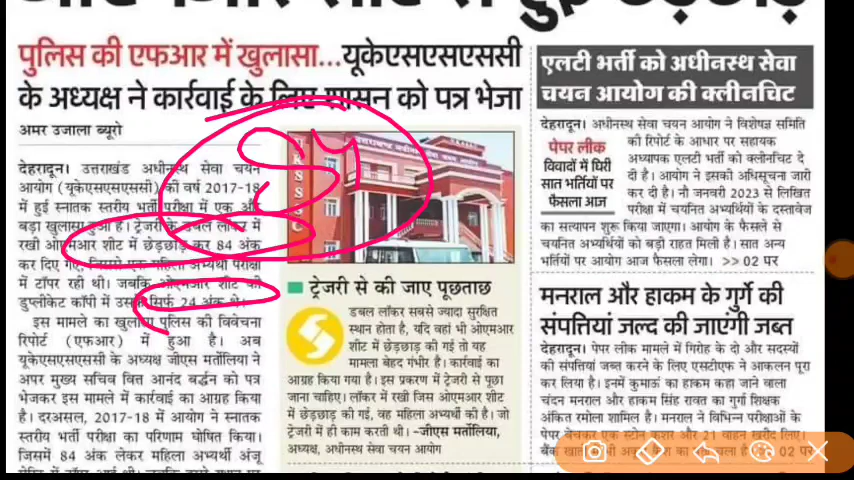 पुलिस की एफआर में खुलासा...यूकेएसएसएससी
के अध्यक्ष ने कार्रवाई के लिए शासन को पत्र भेजा
अमर उजाला ब्यूरो
देहरादून। उत्तराखंड अधीनस्थ सेवा चयन
आयोग (यूकेएसएसएससी) की वर्ष 2017-18
में हुई स्नातक स्तरीय भर्ती परीक्षा में एक और
बड़ा खुलासा हुआ है। ट्रेजरी के डबल लॉकर में
रखी ओएमआर शीट में छेड़छाड़ कर 84 अंक
कर दिए गए, जिससे एक महिला अभ्यर्थी परीक्षा
में टॉपर रही थी। जबकि ओएमआर शीट की
डुप्लीकेट कॉपी में उसके सिर्फ 24 अंक थे।
इस मामले का खुलासा पुलिस की विवेचना
रिपोर्ट (एफआर) में हुआ है। अब
यूकेएसएसएससी के अध्यक्ष जीएस मर्तोलिया ने
अपर मुख्य सचिव वित्त आनंद बर्द्धन को पत्र
भेजकर इस मामले में कार्रवाई का आग्रह किया
है। दरअसल, 2017-18 में आयोग ने स्नातक
स्तरीय भर्ती परीक्षा का परिणाम घोषित किया।
जिसमें 84 अंक लेकर महिला अभ्यर्थी अंजू
UKSSSC
ट्रेजरी से की जाए पूछताछ
डबल लॉकर सबसे ज्यादा सुरक्षित
स्थान होता है, यदि वहां भी ओएमआर
शीट में छेड़छाड़ की गई तो यह
मामला बेहद गंभीर है। कार्रवाई का
आग्रह किया गया है। इस प्रकरण में ट्रेजरी से पूछा
जाना चाहिए। लॉकर में रखी जिस ओएमआर शीट
में छेड़छाड़ की गई, वह महिला अभ्यर्थी की है। जो
ट्रेजरी में ही काम करती थी। -जीएस मर्तोलिया,
अध्यक्ष, अधीनस्थ सेवा चयन आयोग
एलटी भर्ती को अधीनस्थ सेवा
चयन आयोग की क्लीनचिट
देहरादून। अधीनस्थ सेवा चयन आयोग ने विशेषज्ञ समिति
की रिपोर्ट के आधार पर सहायक
अध्यापक एलटी भर्ती को क्लीनचिट दे
दी है। आयोग ने इसकी अधिसूचना जारी
कर दी है। नौ जनवरी 2023 से लिखित
परीक्षा में चयनित अभ्यर्थियों के दस्तावेज
पेपर लीक
विवादों में घिरी
सात भर्तियों पर
फैसला आज
का सत्यापन शुरू किया जाएगा। आयोग के फैसले से
चयनित अभ्यर्थियों को बड़ी राहत मिली है। सात अन्य
भर्तियों पर आयोग आज फैसला लेगा। >> 02 पर
मनराल और हाकम के गुर्गे की
संपत्तियां जल्द की जाएंगी जब्त
देहरादून। पेपर लीक मामले में गिरोह के दो और सदस्यों
की संपत्तियां जब्त करने के लिए एसटीएफ ने आकलन पूरा
कर लिया है। इनमें कुमाऊं का हाकम कहा जाने वाला
चंदन मनराल और हाकम सिंह रावत का गुर्गा शिक्षक
अंकित रमोला शामिल है। मनराल ने विभिन्न परीक्षाओं के
पेपर बेचकर एक स्टोन क्रशर और 21 वाहन खरीद लिए।